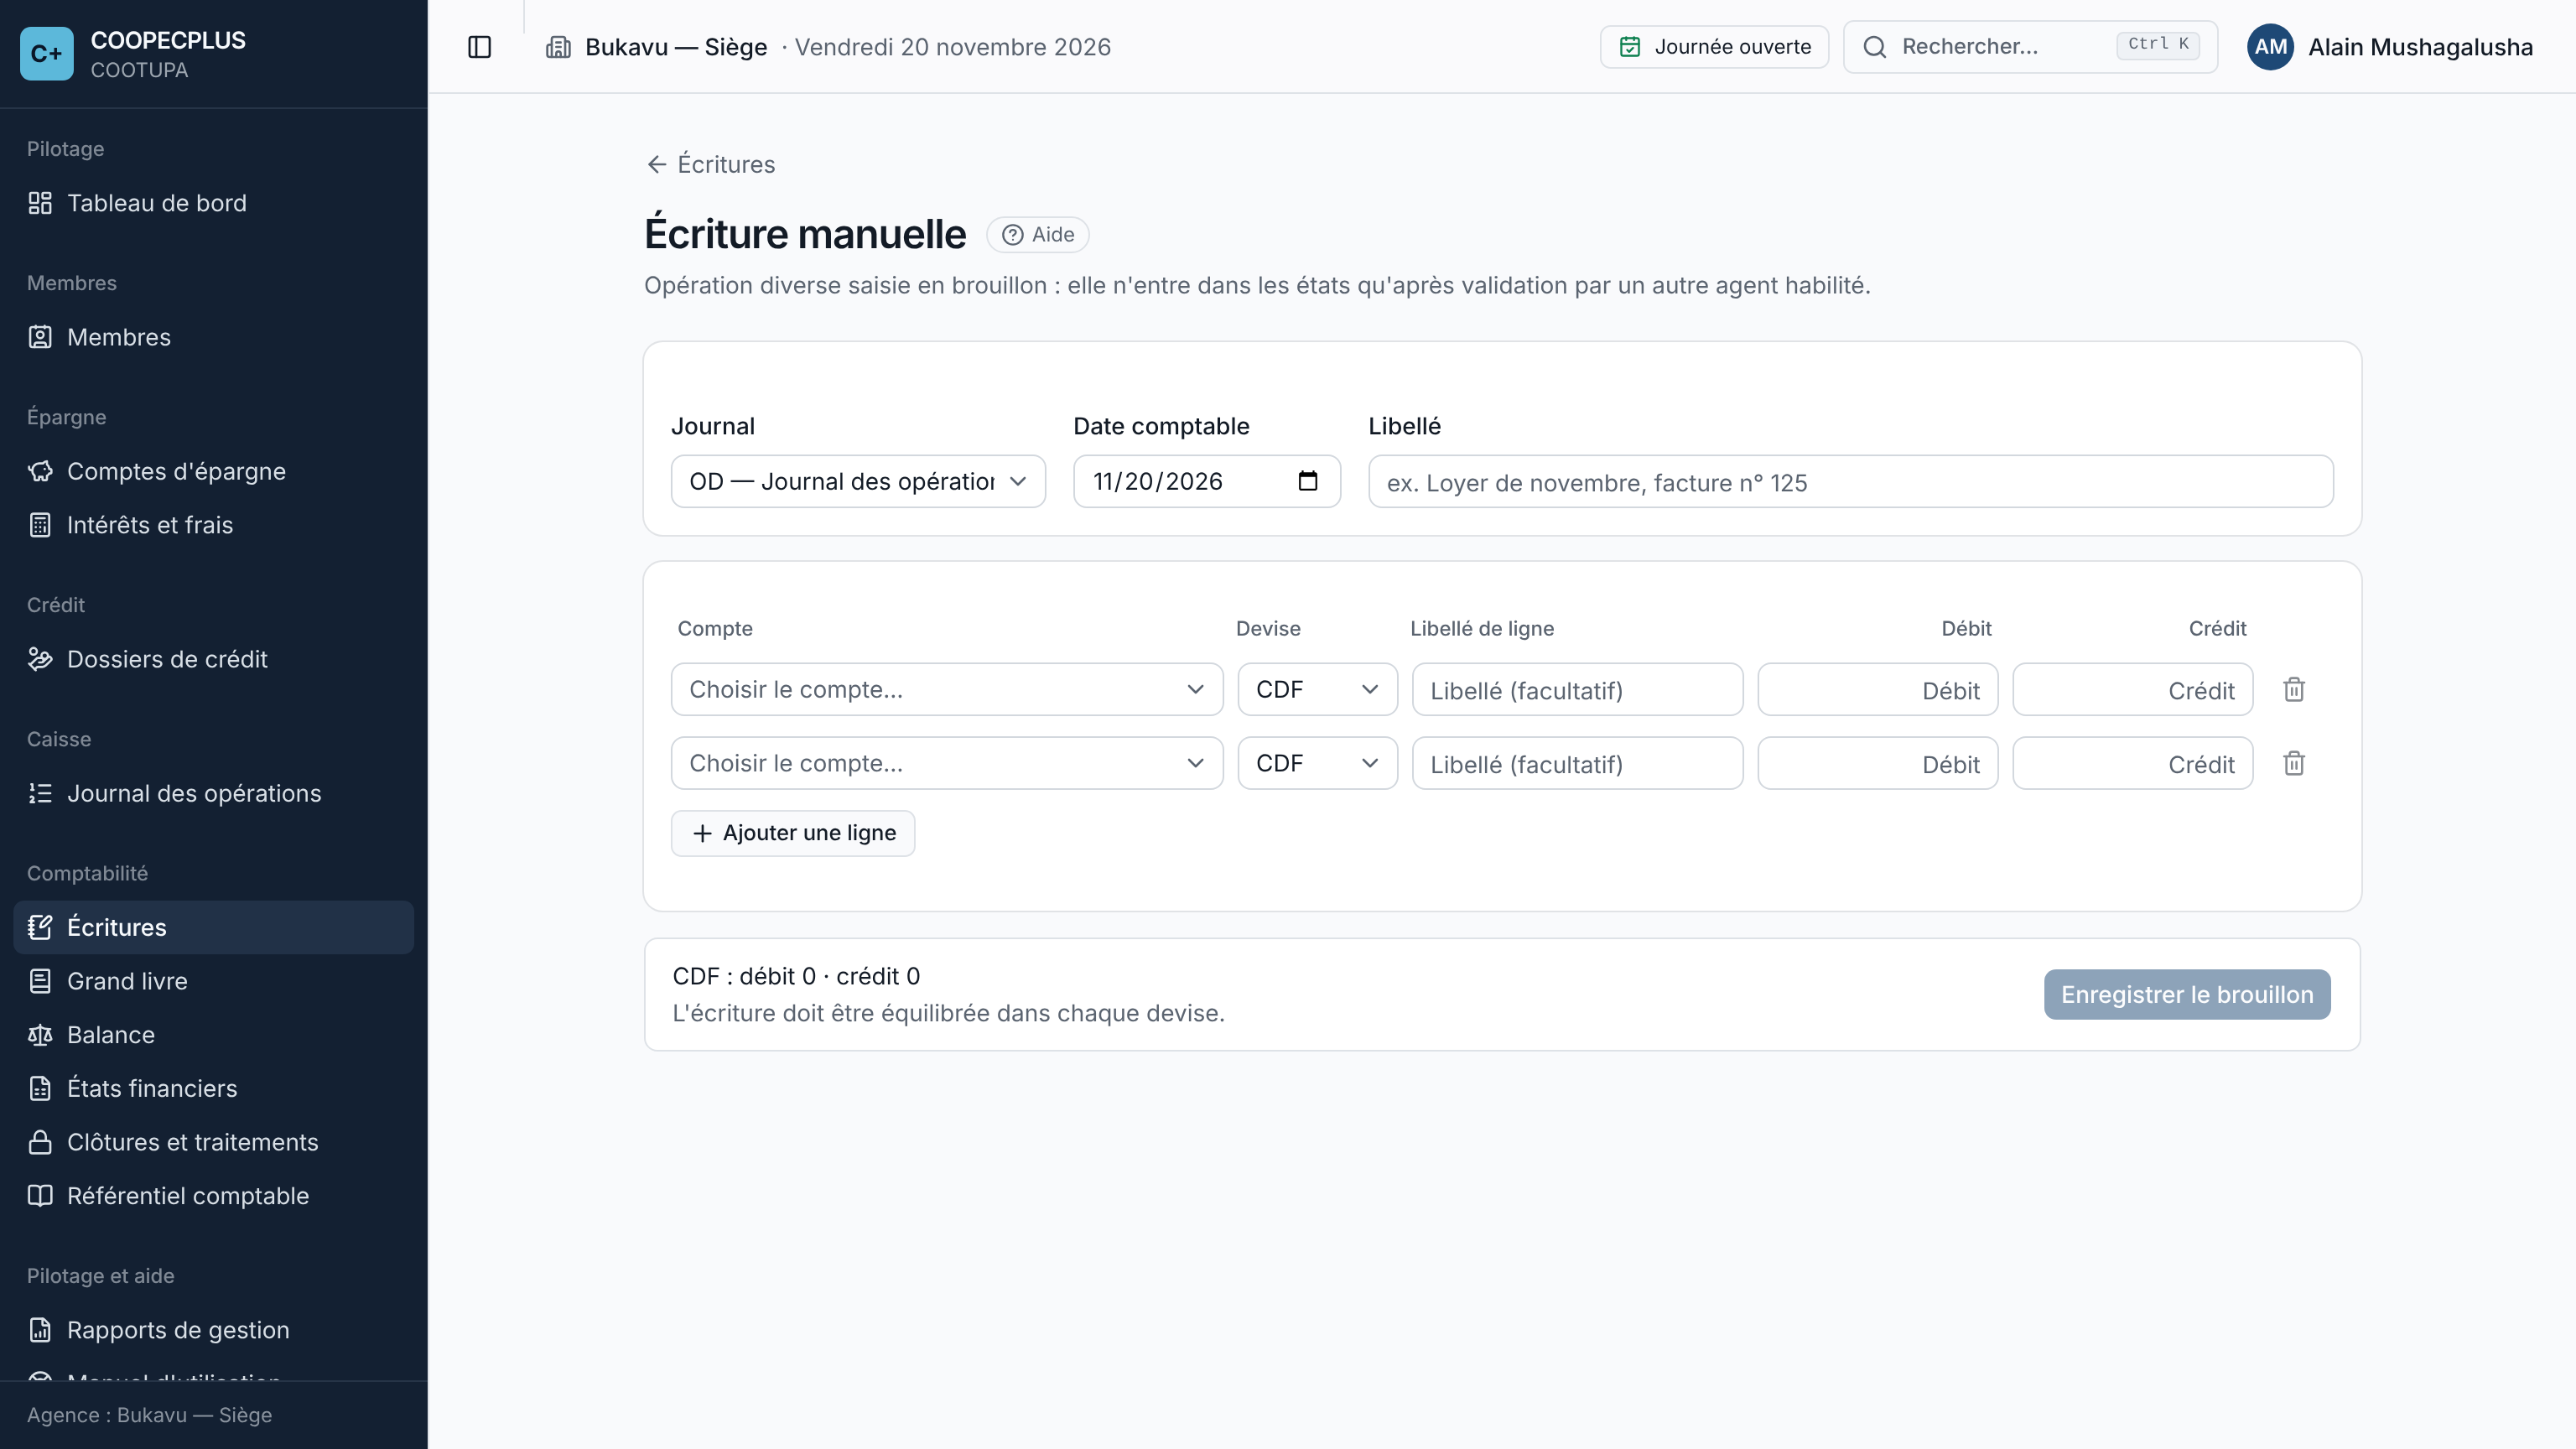 C+
COOPECPLUS
COOTUPA
Pilotage
Tableau de bord
Membres
Membres
Épargne
Comptes d'épargne
Intérêts et frais
Crédit
Dossiers de crédit
Caisse
Journal des opérations
Comptabilité
Écritures
Grand livre
Balance
États financiers
Clôtures et traitements
Référentiel comptable
Pilotage et aide
Rapports de gestion
Manuel d'utilisation
Agence : Bukavu — Siège
Bukavu — Siège · Vendredi 20 novembre 2026
Journée ouverte
Rechercher... Ctrl K
AM Alain Mushagalusha
Écritures
Écriture manuelle Aide
Opération diverse saisie en brouillon : elle n'entre dans les états qu'après validation par un autre agent habilité.
Journal Date comptable Libellé
OD — Journal des opération 11/20/2026 ex. Loyer de novembre, facture n° 125
Compte Devise Libellé de ligne Débit Crédit
Choisir le compte... CDF Libellé (facultatif) Débit Crédit
Choisir le compte... CDF Libellé (facultatif) Débit Crédit
Ajouter une ligne
CDF : débit 0 · crédit 0
L'écriture doit être équilibrée dans chaque devise.
Enregistrer le brouillon